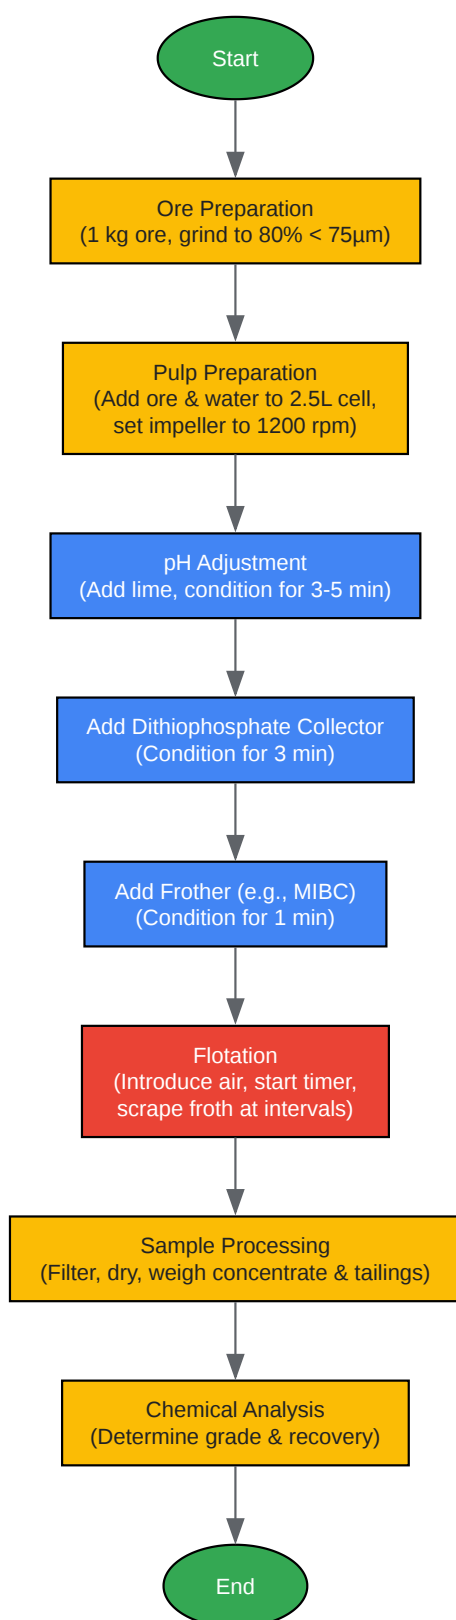 Start
Ore Preparation
(1 kg ore, grind to 80% < 75µm)
Pulp Preparation
(Add ore & water to 2.5L cell,
set impeller to 1200 rpm)
pH Adjustment
(Add lime, condition for 3-5 min)
Add Dithiophosphate Collector
(Condition for 3 min)
Add Frother (e.g., MIBC)
(Condition for 1 min)
Flotation
(Introduce air, start timer,
scrape froth at intervals)
Sample Processing
(Filter, dry, weigh concentrate & tailings)
Chemical Analysis
(Determine grade & recovery)
End